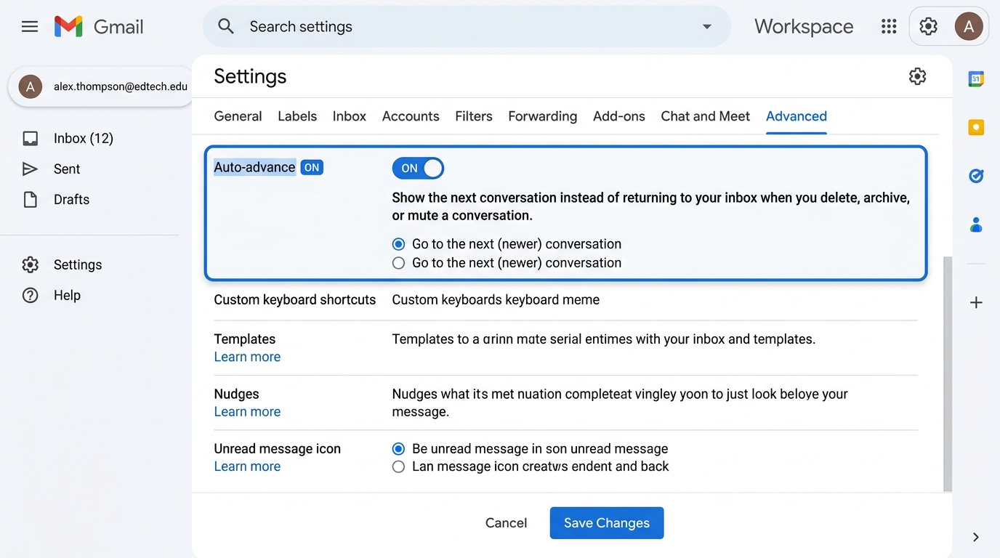 Gmail
Search settings
Workspace
A
A
alex.thompson@edtech.edu
Inbox (12)
Sent
Drafts
Settings
Help
Settings
General Labels Inbox Accounts Filters Forwarding Add-ons Chat and Meet Advanced
Auto-advance ON
ON
Show the next conversation instead of returning to your inbox when you delete, archive,
or mute a conversation.
Go to the next (newer) conversation
Go to the next (newer) conversation
Custom keyboard shortcuts Custom keyboards keyboard meme
Templates Templates to a arinn mate serial entimes with your inbox and templates.
Learn more
Nudges Nudges what its met nuation completeat vingley yoon to just look beloye your
Learn more message.
Unread message icon Be unread message in son unread message
Learn more Lan message icon creatws endent and back
Cancel Save Changes
31